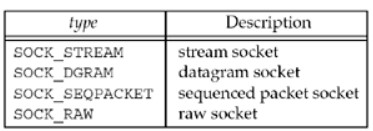 type Description
SOCK_STREAM stream socket
SOCK_DGRAM datagram socket
SOCK_SEQPACKET sequenced packet socket
SOCK_RAW raw socket